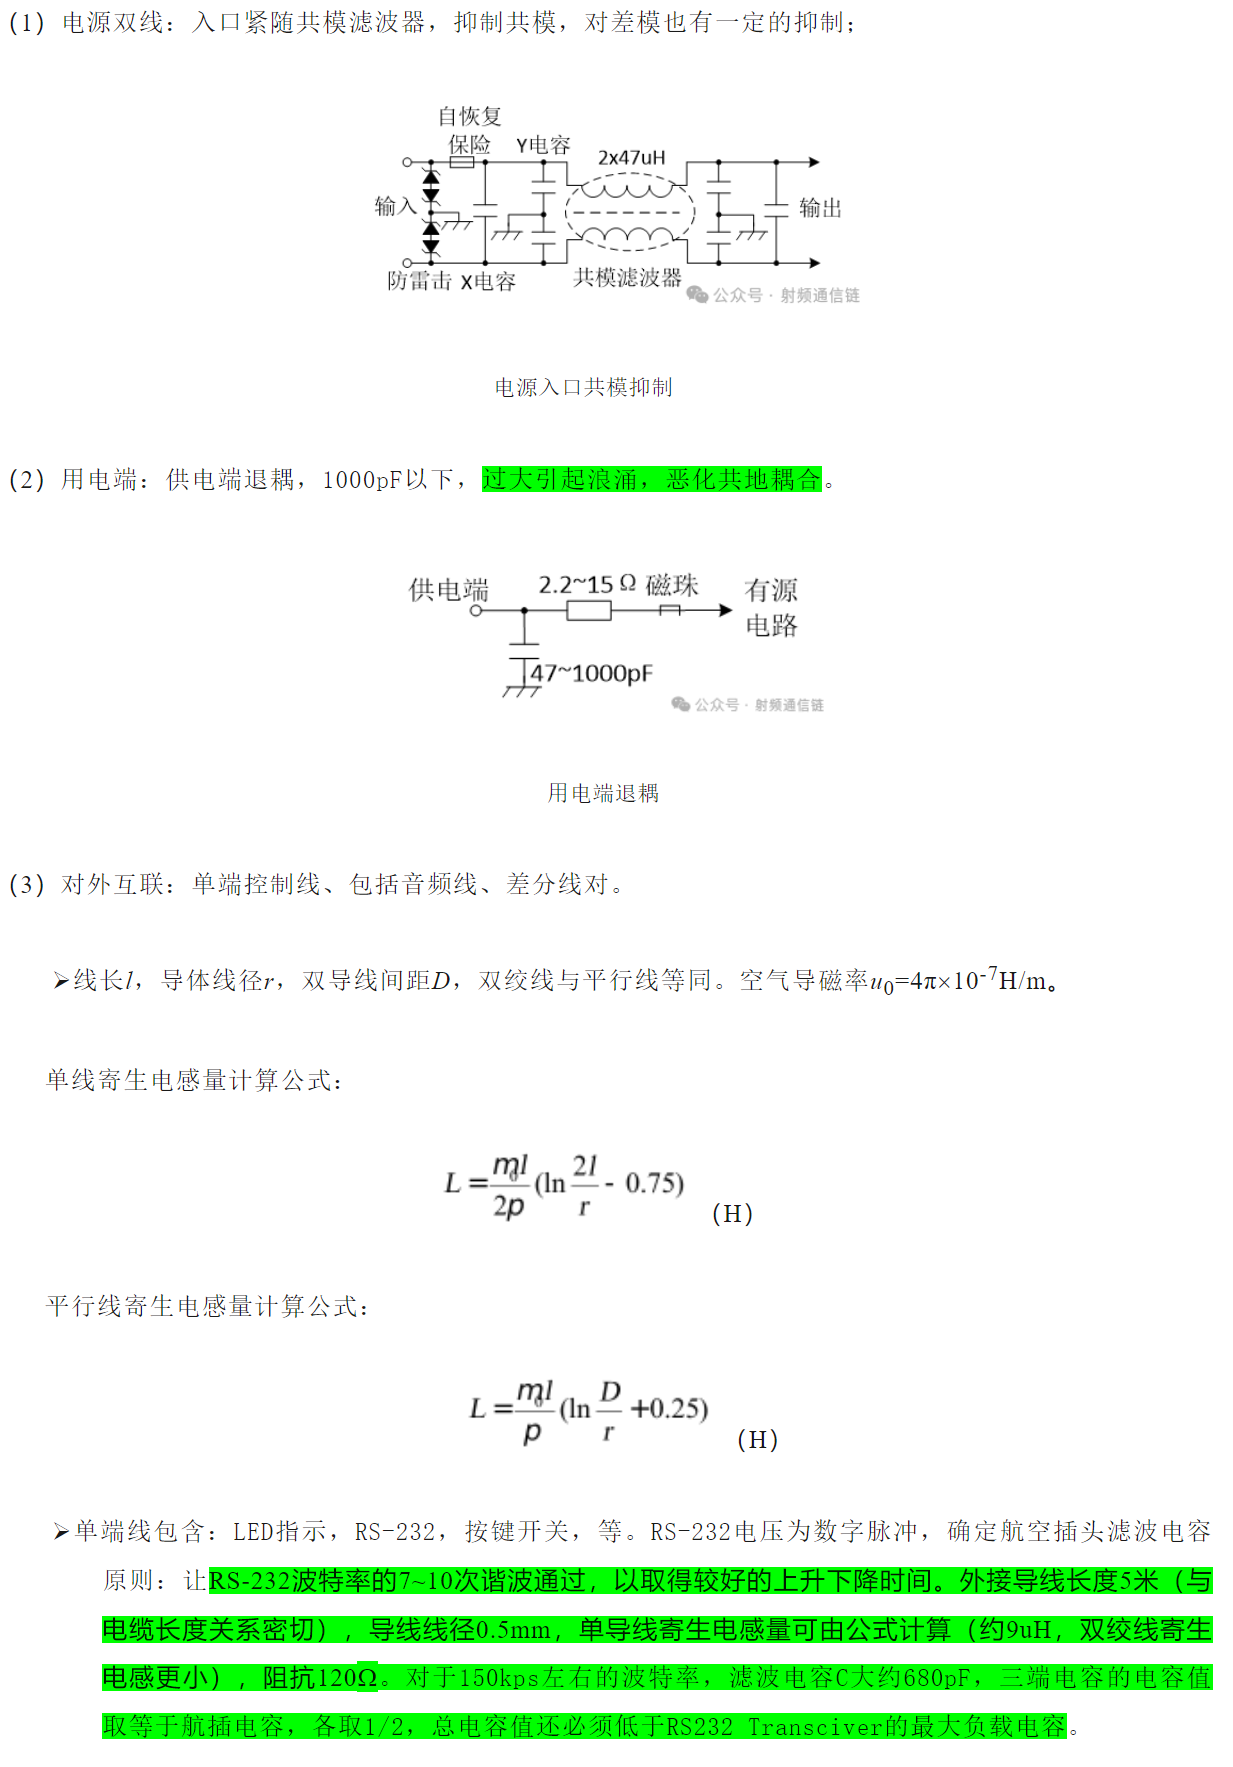 （1）电源双线：入口紧随共模滤波器，抑制共模，对差模也有一定的抑制；
自恢复
保险
Y电容
2x47uH
输入
输出
防雷击
X电容
共模滤波器
公众号 · 射频通信链
电源入口共模抑制
（2）用电端：供电端退耦，1000pF以下，过大引起浪涌，恶化共地耦合。
供电端
2.2~15Ω
磁珠
有源
电路
47~1000pF
公众号 · 射频通信链
用电端退耦
（3）对外互联：单端控制线、包括音频线、差分线对。
➢线长l，导体线径r，双导线间距D，双绞线与平行线等同。空气导磁率u₀=4π×10⁻⁷H/m。
单线寄生电感量计算公式：
L = m₀l/2p (ln 2l/r - 0.75) （H）
平行线寄生电感量计算公式：
L = m₀l/p (ln D/r +0.25) （H）
➢单端线包含：LED指示，RS-232，按键开关，等。RS-232电压为数字脉冲，确定航空插头滤波电容
原则：让RS-232波特率的7~10次谐波通过，以取得较好的上升下降时间。外接导线长度5米（与
电缆长度关系密切），导线线径0.5mm，单导线寄生电感量可由公式计算（约9uH，双绞线寄生
电感更小），阻抗120Ω。对于150kps左右的波特率，滤波电容C大约680pF，三端电容的电容值
取等于航插电容，各取1/2，总电容值还必须低于RS232 Transciver的最大负载电容。